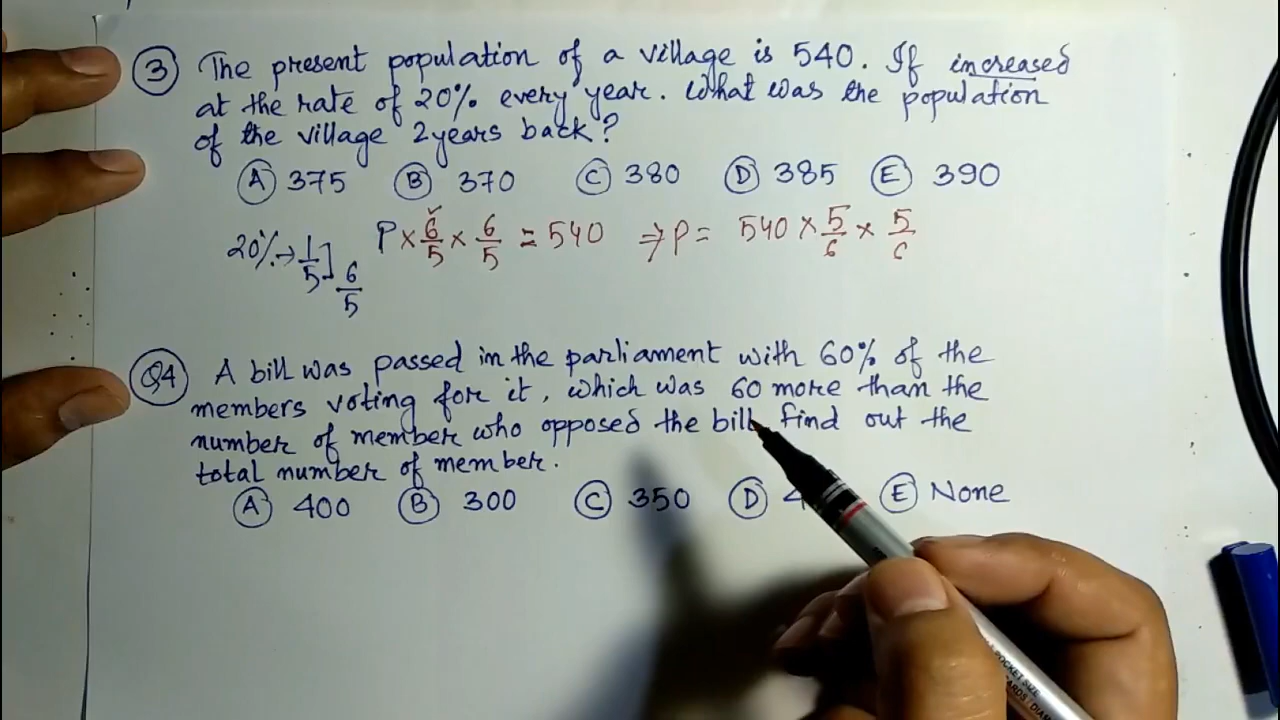 3 The present population of a village is 540. If increased
at the rate of 20% every year. What was the population
of the village 2years back?
A 375 B 370 C 380 D 385 E 390
20% → 1/5] 6/5 P × 6/5 × 6/5 = 540 ⇒ P = 540 × 5/6 × 5/6
Q4 A bill was passed in the parliament with 60% of the
members voting for it, which was 60 more than the
number of member who opposed the bill find out the
total number of member.
A 400 B 300 C 350 D E None